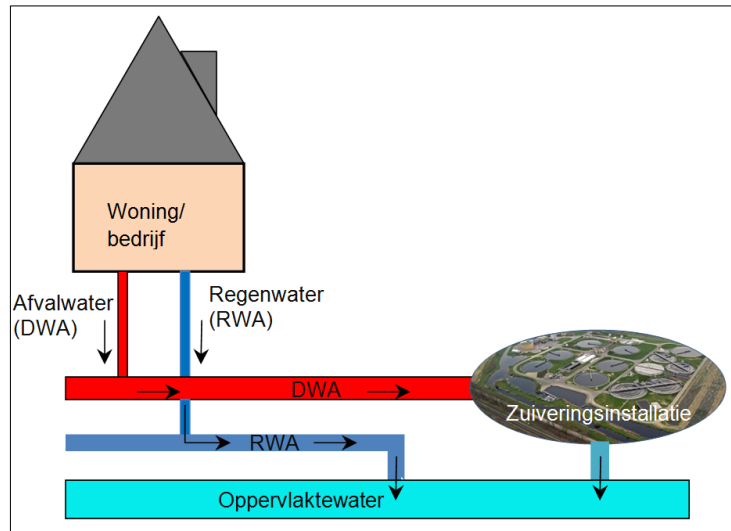 Woning/
bedrijf
Afvalwater
(DWA)
Regenwater
(RWA)
DWA
Zuiveringsinstallatie
RWA
Oppervlaktewater